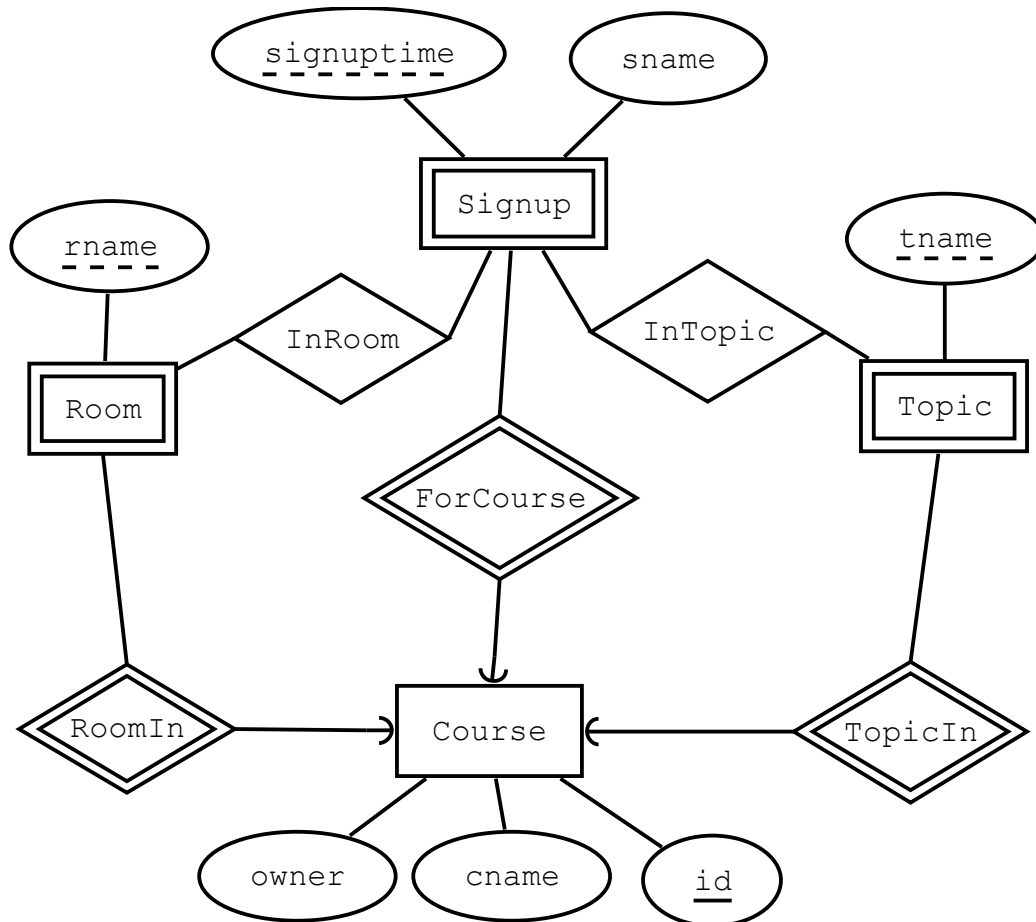 signuptime
sname
Signup
rname
tname
InRoom
InTopic
Room
Topic
ForCourse
RoomIn
Course
TopicIn
owner
cname
id